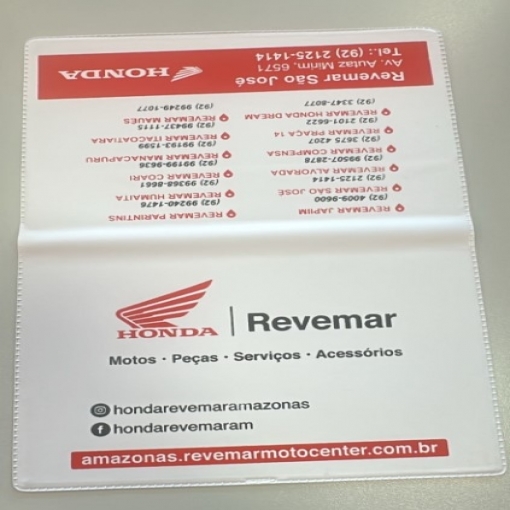 HONDA | Revemar
Motos · Peças · Serviços · Acessórios
hondarevemaramazonas
hondarevemaram
amazonas.revemarmotocenter.com.br
HONDA
Revemar São José
Av. Autaz Mirim, 6571
Tel.: (92) 2125-1414
REVEMAR JAPIIM
(92) 4009-9600
REVEMAR SÃO JOSÉ
(92) 2125-1414
REVEMAR ALVORADA
(92) 99507-2878
REVEMAR COMPENSA
(92) 3675 4207
REVEMAR PRAÇA 14
(92) 2101-6622
REVEMAR HONDA DREAM
(92) 3347-8077
REVEMAR PARINTINS
(92) 99240-1476
REVEMAR HUMAITA
(92) 99368-8661
REVEMAR COARI
(92) 99199-9636
REVEMAR MANACAPURU
(92) 99193-1599
REVEMAR ITACOATIARA
(92) 99437-1115
REVEMAR MAUÉS
(92) 99249-1077